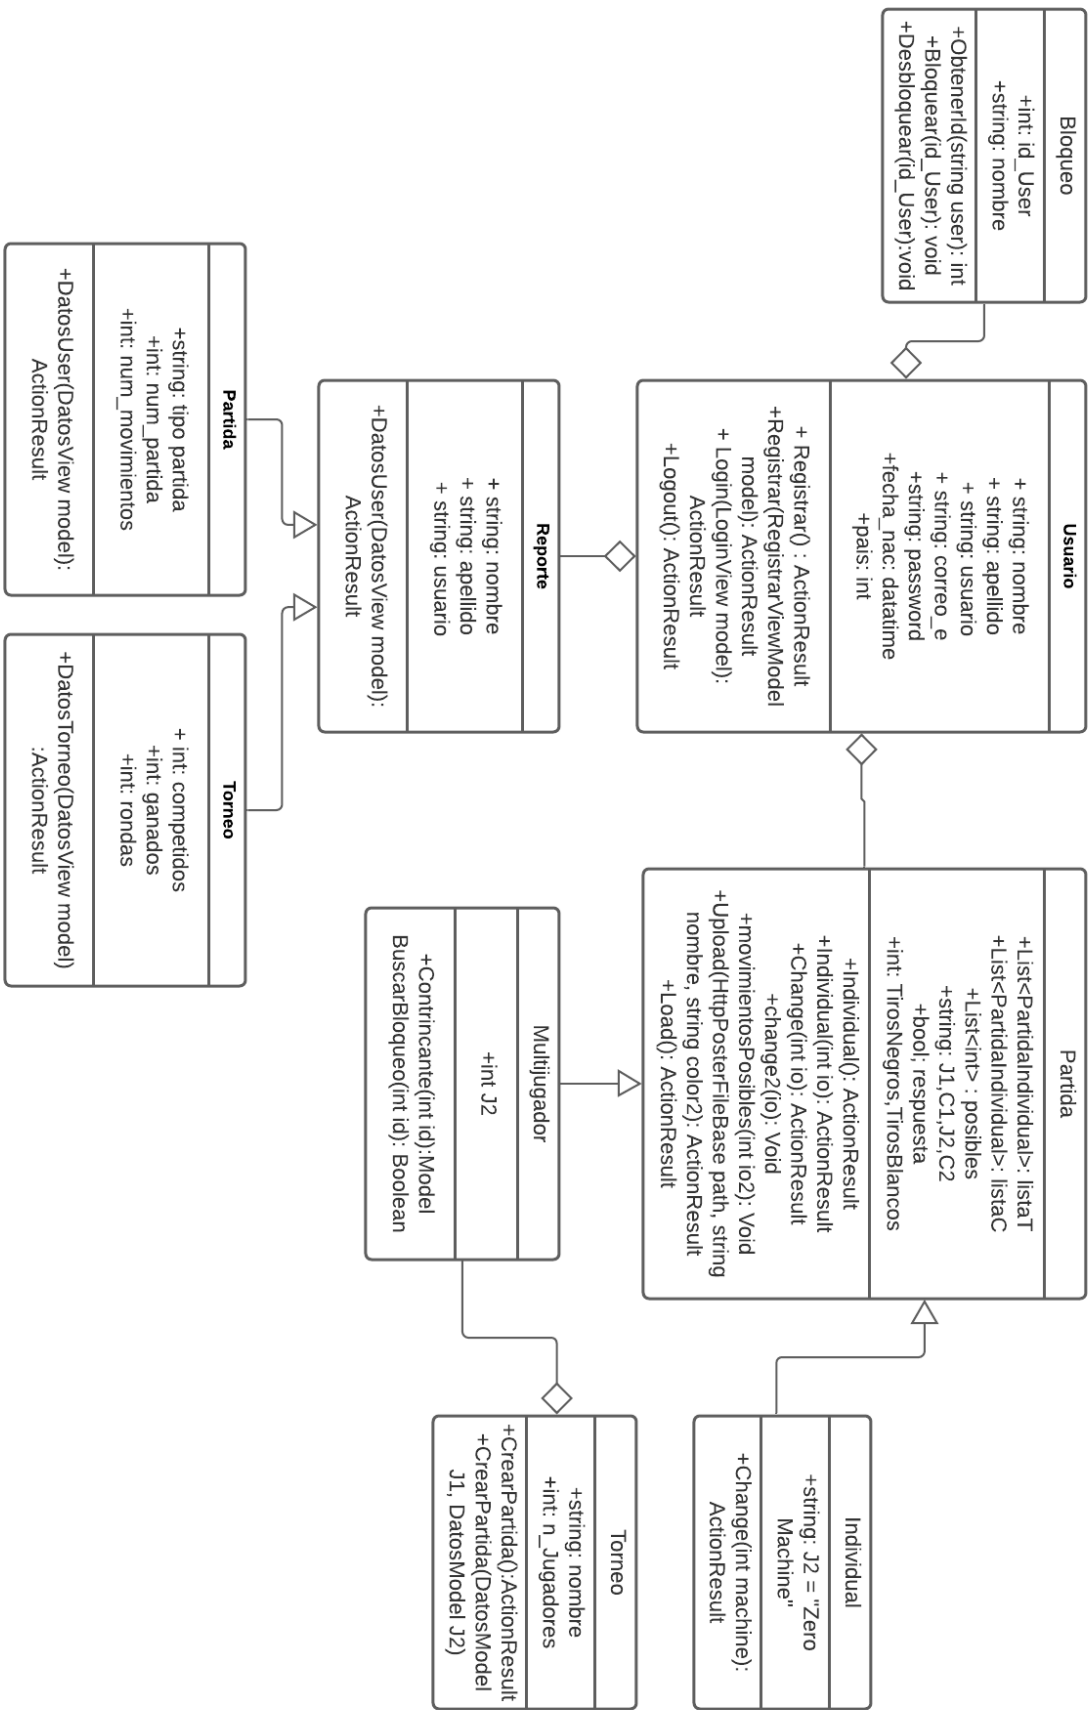 Bloqueo
+int: id_User
+string: nombre
+ObtenerId(string user): int
+Bloquear(id_User): void
+Desbloquear(id_User):void
Usuario
+ string: nombre
+ string: apellido
+ string: usuario
+ string: correo_e
+string: password
+fecha_nac: datatime
+pais: int
+ Registrar() : ActionResult
+Registrar(RegistrarViewModel
model): ActionResult
+ Login(LoginView model):
ActionResult
+Logout(): ActionResult
Partida
+List<PartidaIndividual>: listaT
+List<PartidaIndividual>: listaC
+List<int> : posibles
+string: J1,C1,J2,C2
+bool; respuesta
+int: TirosNegros,TirosBlancos
+Individual(): ActionResult
+Individual(int io): ActionResult
+Change(int io): ActionResult
+change2(io): Void
+movimientosPosibles(int io2): Void
+Upload(HttpPosterFileBase path, string
nombre, string color2): ActionResult
+Load(): ActionResult
Individual
+string: J2 = "Zero
Machine"
+Change(int machine):
ActionResult
Reporte
+ string: nombre
+ string: apellido
+ string: usuario
+DatosUser(DatosView model):
ActionResult
Multijugador
+int J2
+Contrincante(int id):Model
BuscarBloqueo(int id): Boolean
Torneo
+string: nombre
+int: n_Jugadores
+CrearPartida():ActionResult
+CrearPartida(DatosModel
J1, DatosModel J2)
Partida
+string: tipo partida
+int: num_partida
+int: num_movimientos
+DatosUser(DatosView model):
ActionResult
Torneo
+ int: competidos
+int: ganados
+int: rondas
+DatosTorneo(DatosView model)
:ActionResult